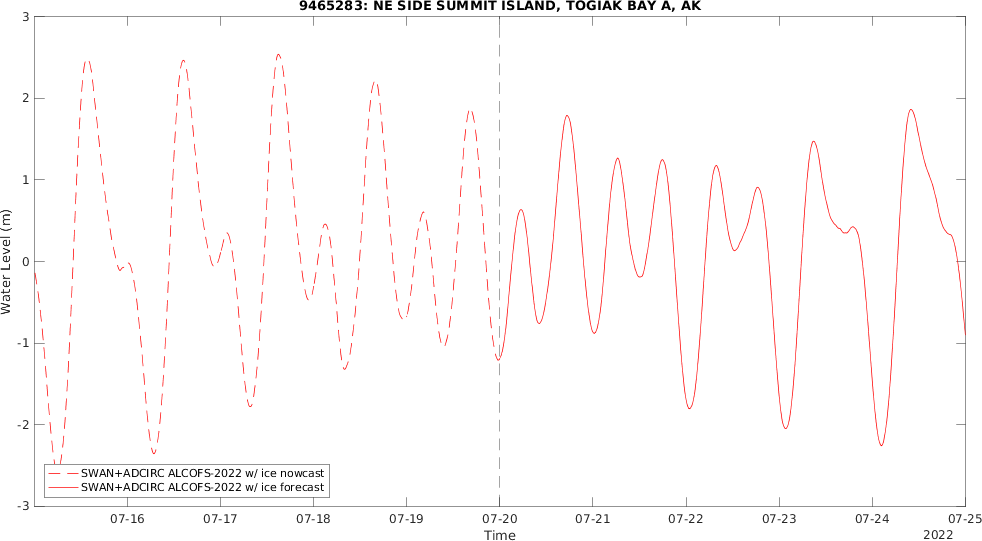 9465283: NE SIDE SUMMIT ISLAND, TOGIAK BAY A, AK
3
2
1
0
-1
-2
-3
Water Level (m)
SWAN+ADCIRC ALCOFS-2022 w/ ice nowcast
SWAN+ADCIRC ALCOFS-2022 w/ ice forecast
07-16 07-17 07-18 07-19 07-20 07-21 07-22 07-23 07-24 07-25
Time
2022